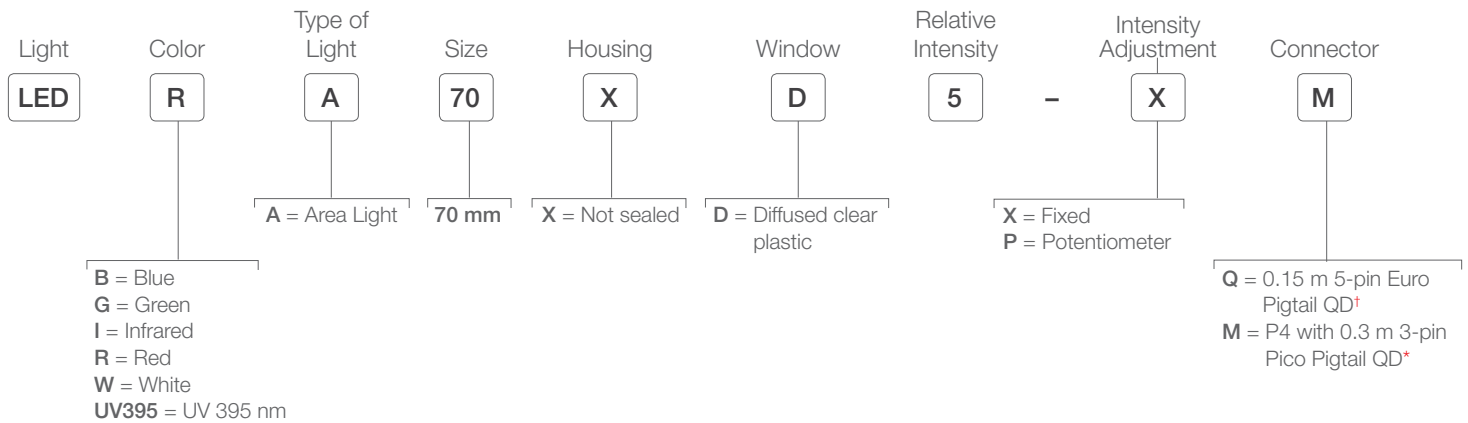 Light
Color
Type of
Light
Size
Housing
Window
Relative
Intensity
Intensity
Adjustment
Connector
LED
R
A
70
X
D
5
–
X
M
A = Area Light
70 mm
X = Not sealed
D = Diffused clear
plastic
X = Fixed
P = Potentiometer
B = Blue
G = Green
I = Infrared
R = Red
W = White
UV395 = UV 395 nm
Q = 0.15 m 5-pin Euro
Pigtail QD†
M = P4 with 0.3 m 3-pin
Pico Pigtail QD*